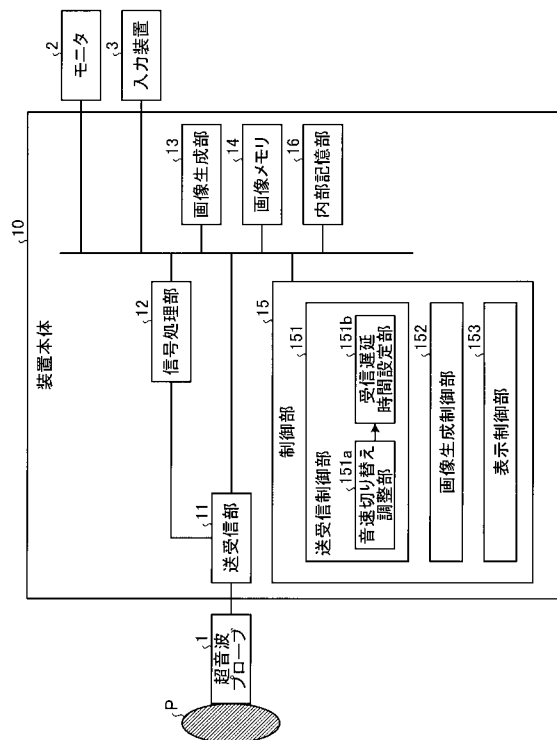 P
1
超音波
プローブ
10
装置本体
11
送受信部
12
信号処理部
2
モニタ
3
入力装置
13
画像生成部
14
画像メモリ
16
内部記憶部
15
制御部
151
送受信制御部
151a
音速切り替え
調整部
151b
受信遅延
時間設定部
152
画像生成制御部
153
表示制御部